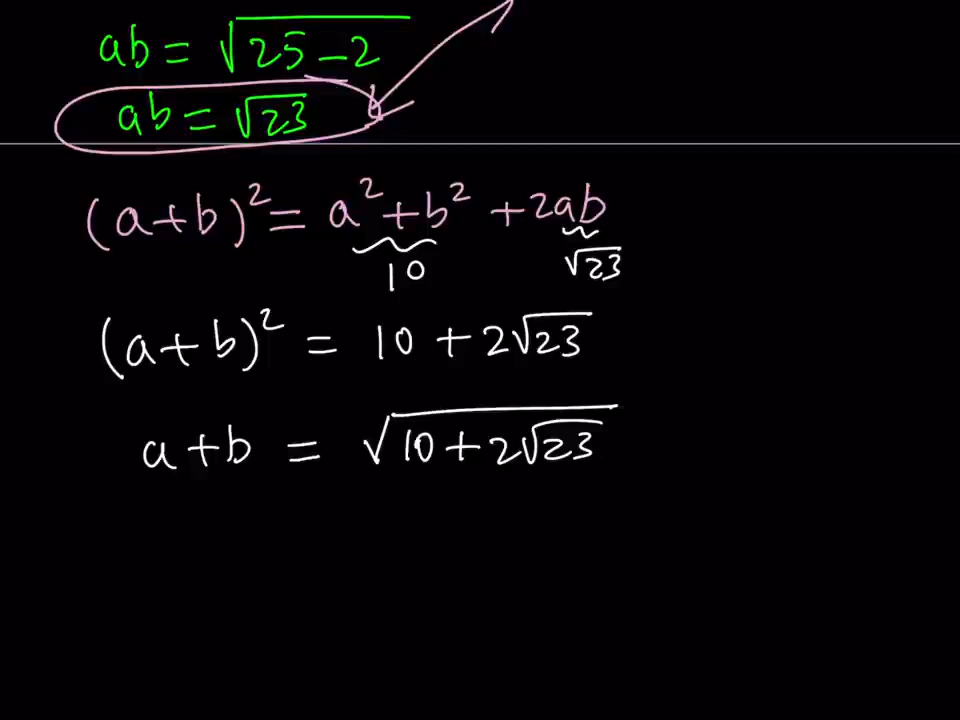 ab = √25 - 2
ab = √23
(a+b)² = a² + b² + 2ab
10 √23
(a+b)² = 10 + 2√23
a+b = √10 + 2√23